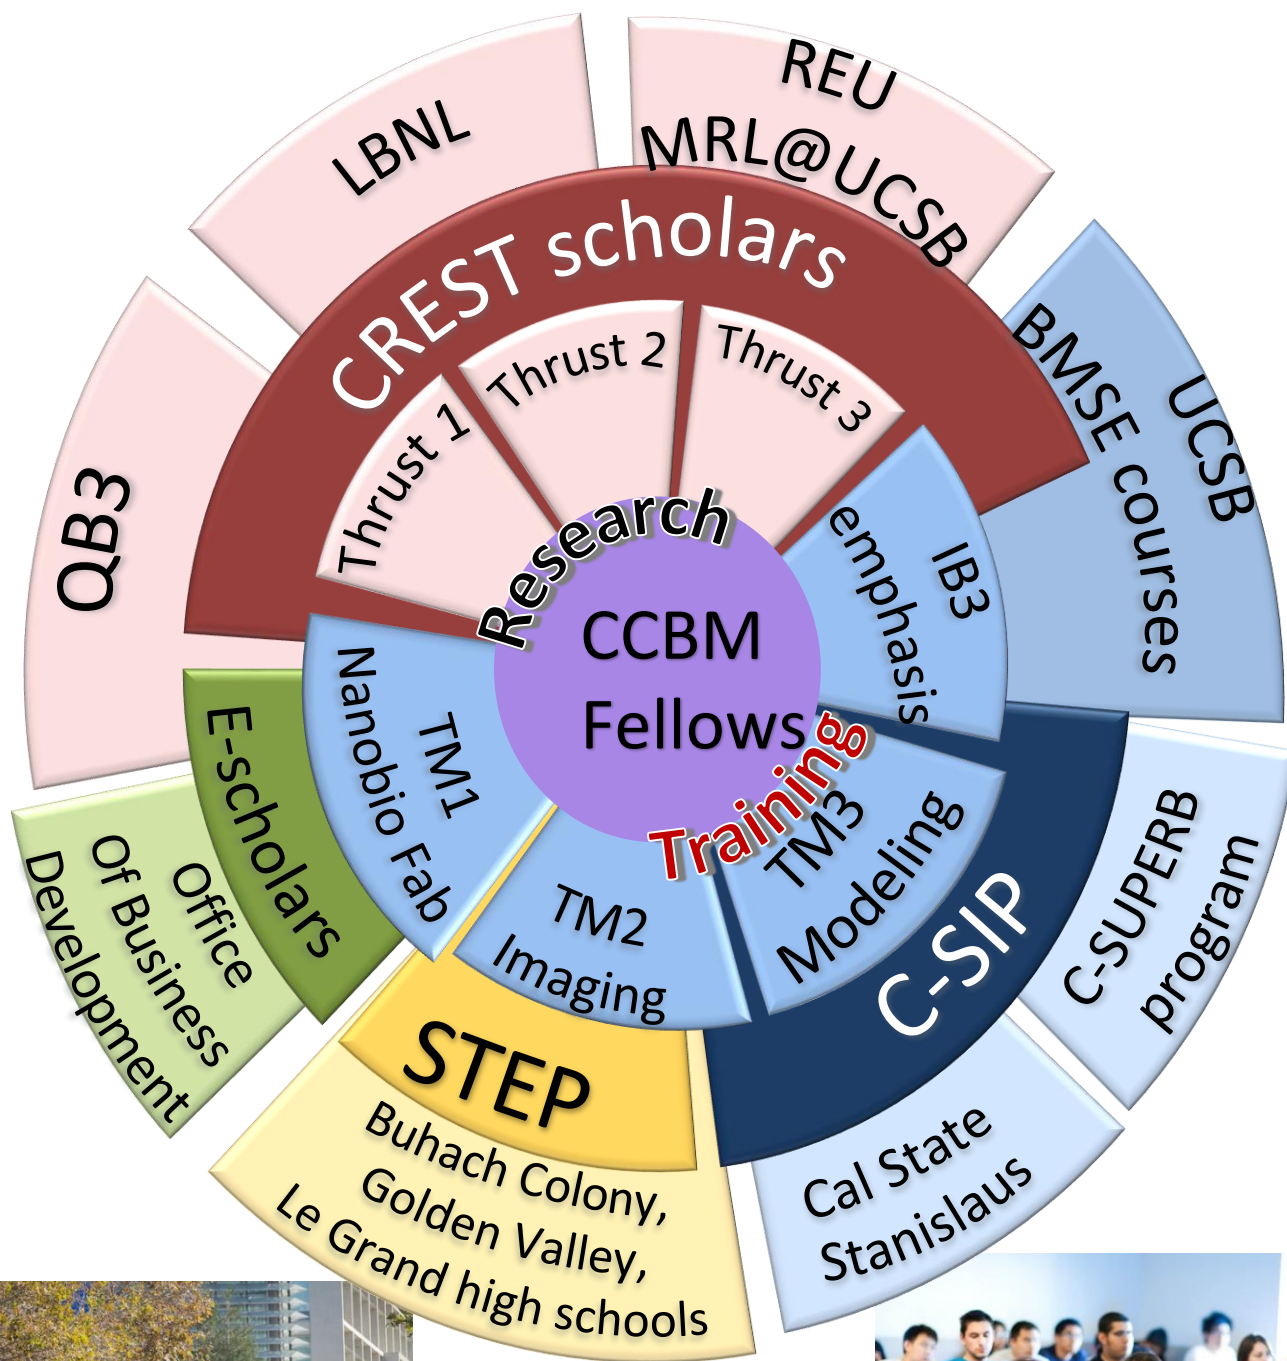 LBNL
REU
MRL@UCSB
QB3
CREST scholars
UCSB
BMSE courses
Thrust 1
Thrust 2
Thrust 3
Research
CCBM
Fellows
Training
IB3
emphasis
TM1
Nanobio Fab
TM2
Imaging
TM3
Modeling
E-scholars
Office
Of Business
Development
STEP
Buhach Colony,
Golden Valley,
Le Grand high schools
C-SIP
C-SUPERB
program
Cal State
Stanislaus